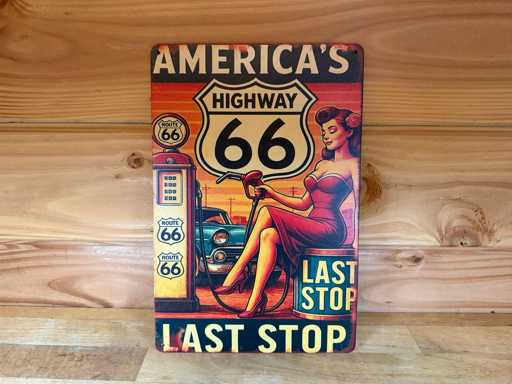 AMERICA'S
HIGHWAY
66
ROUTE
66
ROUTE
66
ROUTE
66
LAST
STOP
LAST STOP